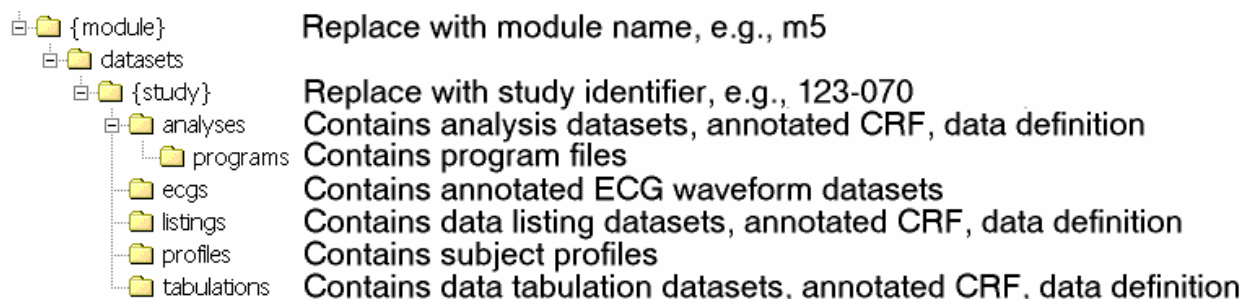 {module} Replace with module name, e.g., m5
datasets
{study} Replace with study identifier, e.g., 123-070
analyses Contains analysis datasets, annotated CRF, data definition
programs Contains program files
ecgs Contains annotated ECG waveform datasets
listings Contains data listing datasets, annotated CRF, data definition
profiles Contains subject profiles
tabulations Contains data tabulation datasets, annotated CRF, data definition